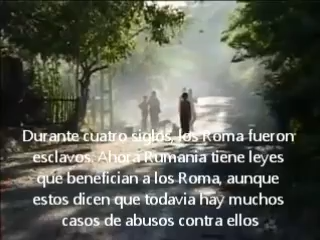 Durante cuatro siglos, los Roma fueron
esclavos. Ahora Rumania tiene leyes
que benefician a los Roma, aunque
estos dicen que todavia hay muchos
casos de abusos contra ellos